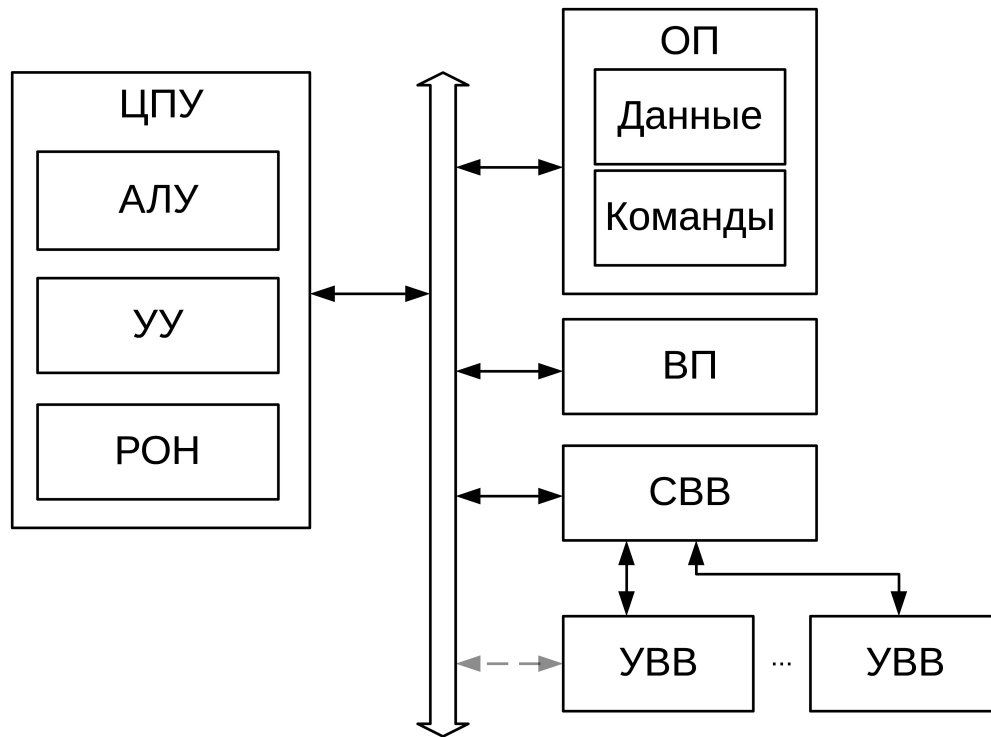 ЦПУ
АЛУ
УУ
РОН
ОП
Данные
Команды
ВП
СВВ
УВВ
...
УВВ